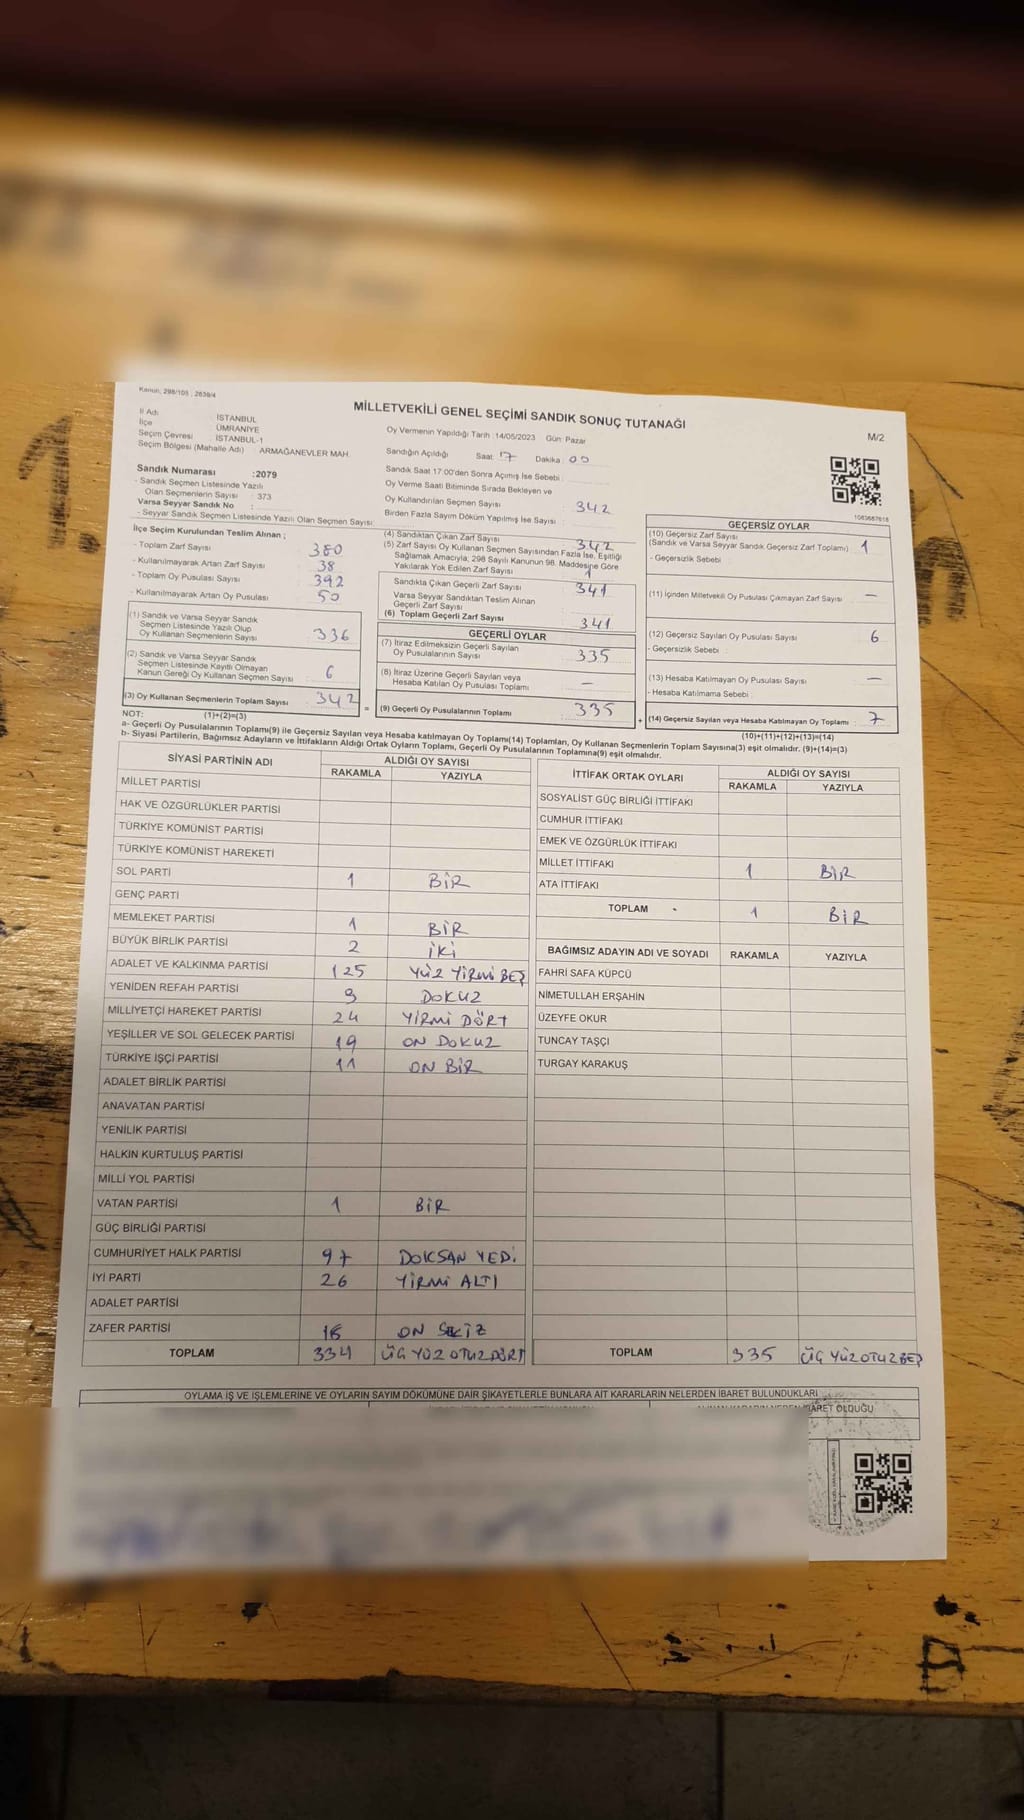 Kanun, 298/105 ; 2839/4
MİLLETVEKİLİ GENEL SEÇİMİ SANDIK SONUÇ TUTANAĞI
M/2
İl Adı : İSTANBUL
İlçe : ÜMRANİYE
Seçim Çevresi : İSTANBUL-1
Seçim Bölgesi (Mahalle Adı) : ARMAĞANEVLER MAH.
Sandık Numarası :2079
- Sandık Seçmen Listesinde Yazılı
Olan Seçmenlerin Sayısı : 373
Varsa Seyyar Sandık No :
- Seyyar Sandık Seçmen Listesinde Yazılı Olan Seçmen Sayısı:
Oy Vermenin Yapıldığı Tarih :14/05/2023 Gün: Pazar
Sandığın Açıldığı Saat: 17 Dakika: 00
Sandık Saat 17.00'den Sonra Açımış İse Sebebi :
Oy Verme Saati Bitiminde Sırada Bekleyen ve
Oy Kullandırılan Seçmen Sayısı : 342
Birden Fazla Sayım Döküm Yapılmış İse Sayısı :
İlçe Seçim Kurulundan Teslim Alınan ;
- Toplam Zarf Sayısı : 380
- Kullanılmayarak Artan Zarf Sayısı : 38
- Toplam Oy Pusulası Sayısı : 392
- Kullanılmayarak Artan Oy Pusulası : 50
(1) Sandık ve Varsa Seyyar Sandık
Seçmen Listesinde Yazılı Olup
Oy Kullanan Seçmenlerin Sayısı : 336
(2) Sandık ve Varsa Seyyar Sandık
Seçmen Listesinde Kayıtlı Olmayan
Kanun Gereği Oy Kullanan Seçmen Sayısı : 6
(3) Oy Kullanan Seçmenlerin Toplam Sayısı : 342
(1)+(2)=(3)
(4) Sandıktan Çıkan Zarf Sayısı : 342
(5) Zarf Sayısı Oy Kullanan Seçmen Sayısından Fazla İse, Eşitliği
Sağlamak Amacıyla, 298 Sayılı Kanunun 98. Maddesine Göre
Yakılarak Yok Edilen Zarf Sayısı : 1
Sandıkta Çıkan Geçerli Zarf Sayısı : 341
Varsa Seyyar Sandıktan Teslim Alınan
Geçerli Zarf Sayısı :
(6) Toplam Geçerli Zarf Sayısı : 341
GEÇERLİ OYLAR
(7) İtiraz Edilmeksizin Geçerli Sayılan
Oy Pusulalarının Sayısı : 335
(8) İtiraz Üzerine Geçerli Sayılan veya
Hesaba Katılan Oy Pusulası Toplamı : —
= (9) Geçerli Oy Pusulalarının Toplamı : 335 +
1063667618
GEÇERSİZ OYLAR
(10) Geçersiz Zarf Sayısı
(Sandık ve Varsa Seyyar Sandık Geçersiz Zarf Toplamı) : 1
- Geçersizlik Sebebi :
(11) İçinden Milletvekili Oy Pusulası Çıkmayan Zarf Sayısı : —
(12) Geçersiz Sayılan Oy Pusulası Sayısı : 6
- Geçersizlik Sebebi :
(13) Hesaba Katılmayan Oy Pusulası Sayısı : —
- Hesaba Katılmama Sebebi :
(14) Geçersiz Sayılan veya Hesaba Katılmayan Oy Toplamı : 7
(10)+(11)+(12)+(13)=(14)
NOT:
a- Geçerli Oy Pusulalarının Toplamı(9) ile Geçersiz Sayılan veya Hesaba katılmayan Oy Toplamı(14) Toplamları, Oy Kullanan Seçmenlerin Toplam Sayısına(3) eşit olmalıdır. (9)+(14)=(3)
b- Siyasi Partilerin, Bağımsız Adayların ve İttifakların Aldığı Ortak Oyların Toplamı, Geçerli Oy Pusulalarının Toplamına(9) eşit olmalıdır.
SİYASİ PARTİNİN ADI ALDIĞI OY SAYISI
RAKAMLA YAZIYLA
MİLLET PARTİSİ
HAK VE ÖZGÜRLÜKLER PARTİSİ
TÜRKİYE KOMÜNİST PARTİSİ
TÜRKİYE KOMÜNİST HAREKETİ
SOL PARTİ 1 BİR
GENÇ PARTİ
MEMLEKET PARTİSİ 1 BİR
BÜYÜK BİRLİK PARTİSİ 2 İKİ
ADALET VE KALKINMA PARTİSİ 125 YÜZ YİRMİ BEŞ
YENİDEN REFAH PARTİSİ 9 DOKUZ
MİLLİYETÇİ HAREKET PARTİSİ 24 YİRMİ DÖRT
YEŞİLLER VE SOL GELECEK PARTİSİ 19 ON DOKUZ
TÜRKİYE İŞÇİ PARTİSİ 11 ON BİR
ADALET BİRLİK PARTİSİ
ANAVATAN PARTİSİ
YENİLİK PARTİSİ
HALKIN KURTULUŞ PARTİSİ
MİLLİ YOL PARTİSİ
VATAN PARTİSİ 1 BİR
GÜÇ BİRLİĞİ PARTİSİ
CUMHURİYET HALK PARTİSİ 97 DOKSAN YEDİ
İYİ PARTİ 26 YİRMİ ALTI
ADALET PARTİSİ
ZAFER PARTİSİ 18 ON SEKİZ
TOPLAM 334 ÜÇ YÜZ OTUZ DÖRT
İTTİFAK ORTAK OYLARI ALDIĞI OY SAYISI
RAKAMLA YAZIYLA
SOSYALİST GÜÇ BİRLİĞİ İTTİFAKI
CUMHUR İTTİFAKI
EMEK VE ÖZGÜRLÜK İTTİFAKI
MİLLET İTTİFAKI 1 BİR
ATA İTTİFAKI
TOPLAM 1 BİR
BAĞIMSIZ ADAYIN ADI VE SOYADI RAKAMLA YAZIYLA
FAHRİ SAFA KÜPCÜ
NİMETULLAH ERŞAHİN
ÜZEYFE OKUR
TUNCAY TAŞÇI
TURGAY KARAKUŞ
TOPLAM 335 ÜÇ YÜZ OTUZ BEŞ
OYLAMA İŞ VE İŞLEMLERİNE VE OYLARIN SAYIM DÖKÜMÜNE DAİR ŞİKAYETLERLE BUNLARA AİT KARARLARIN NELERDEN İBARET BULUNDUKLARI
İBARET OLDUĞU